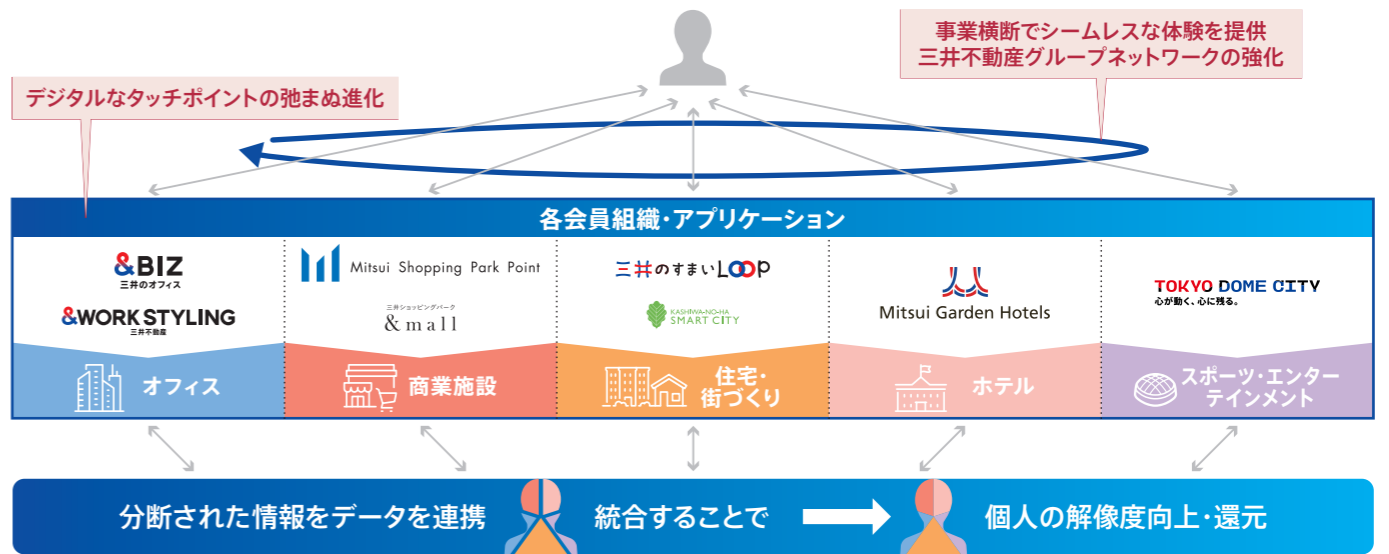 事業横断でシームレスな体験を提供
三井不動産グループネットワークの強化
デジタルなタッチポイントの弛まぬ進化
各会員組織・アプリケーション
&BIZ
三井のオフィス
&WORK STYLING
三井不動産
Mitsui Shopping Park Point
三井ショッピングパーク
&mall
三井のすまいLOOP
KASHIWA-NO-HA
SMART CITY
Mitsui Garden Hotels
TOKYO DOME CITY
心が動く、心に残る。
オフィス
商業施設
住宅・
街づくり
ホテル
スポーツ・エンター
テインメント
分断された情報をデータを連携
統合することで
個人の解像度向上・還元